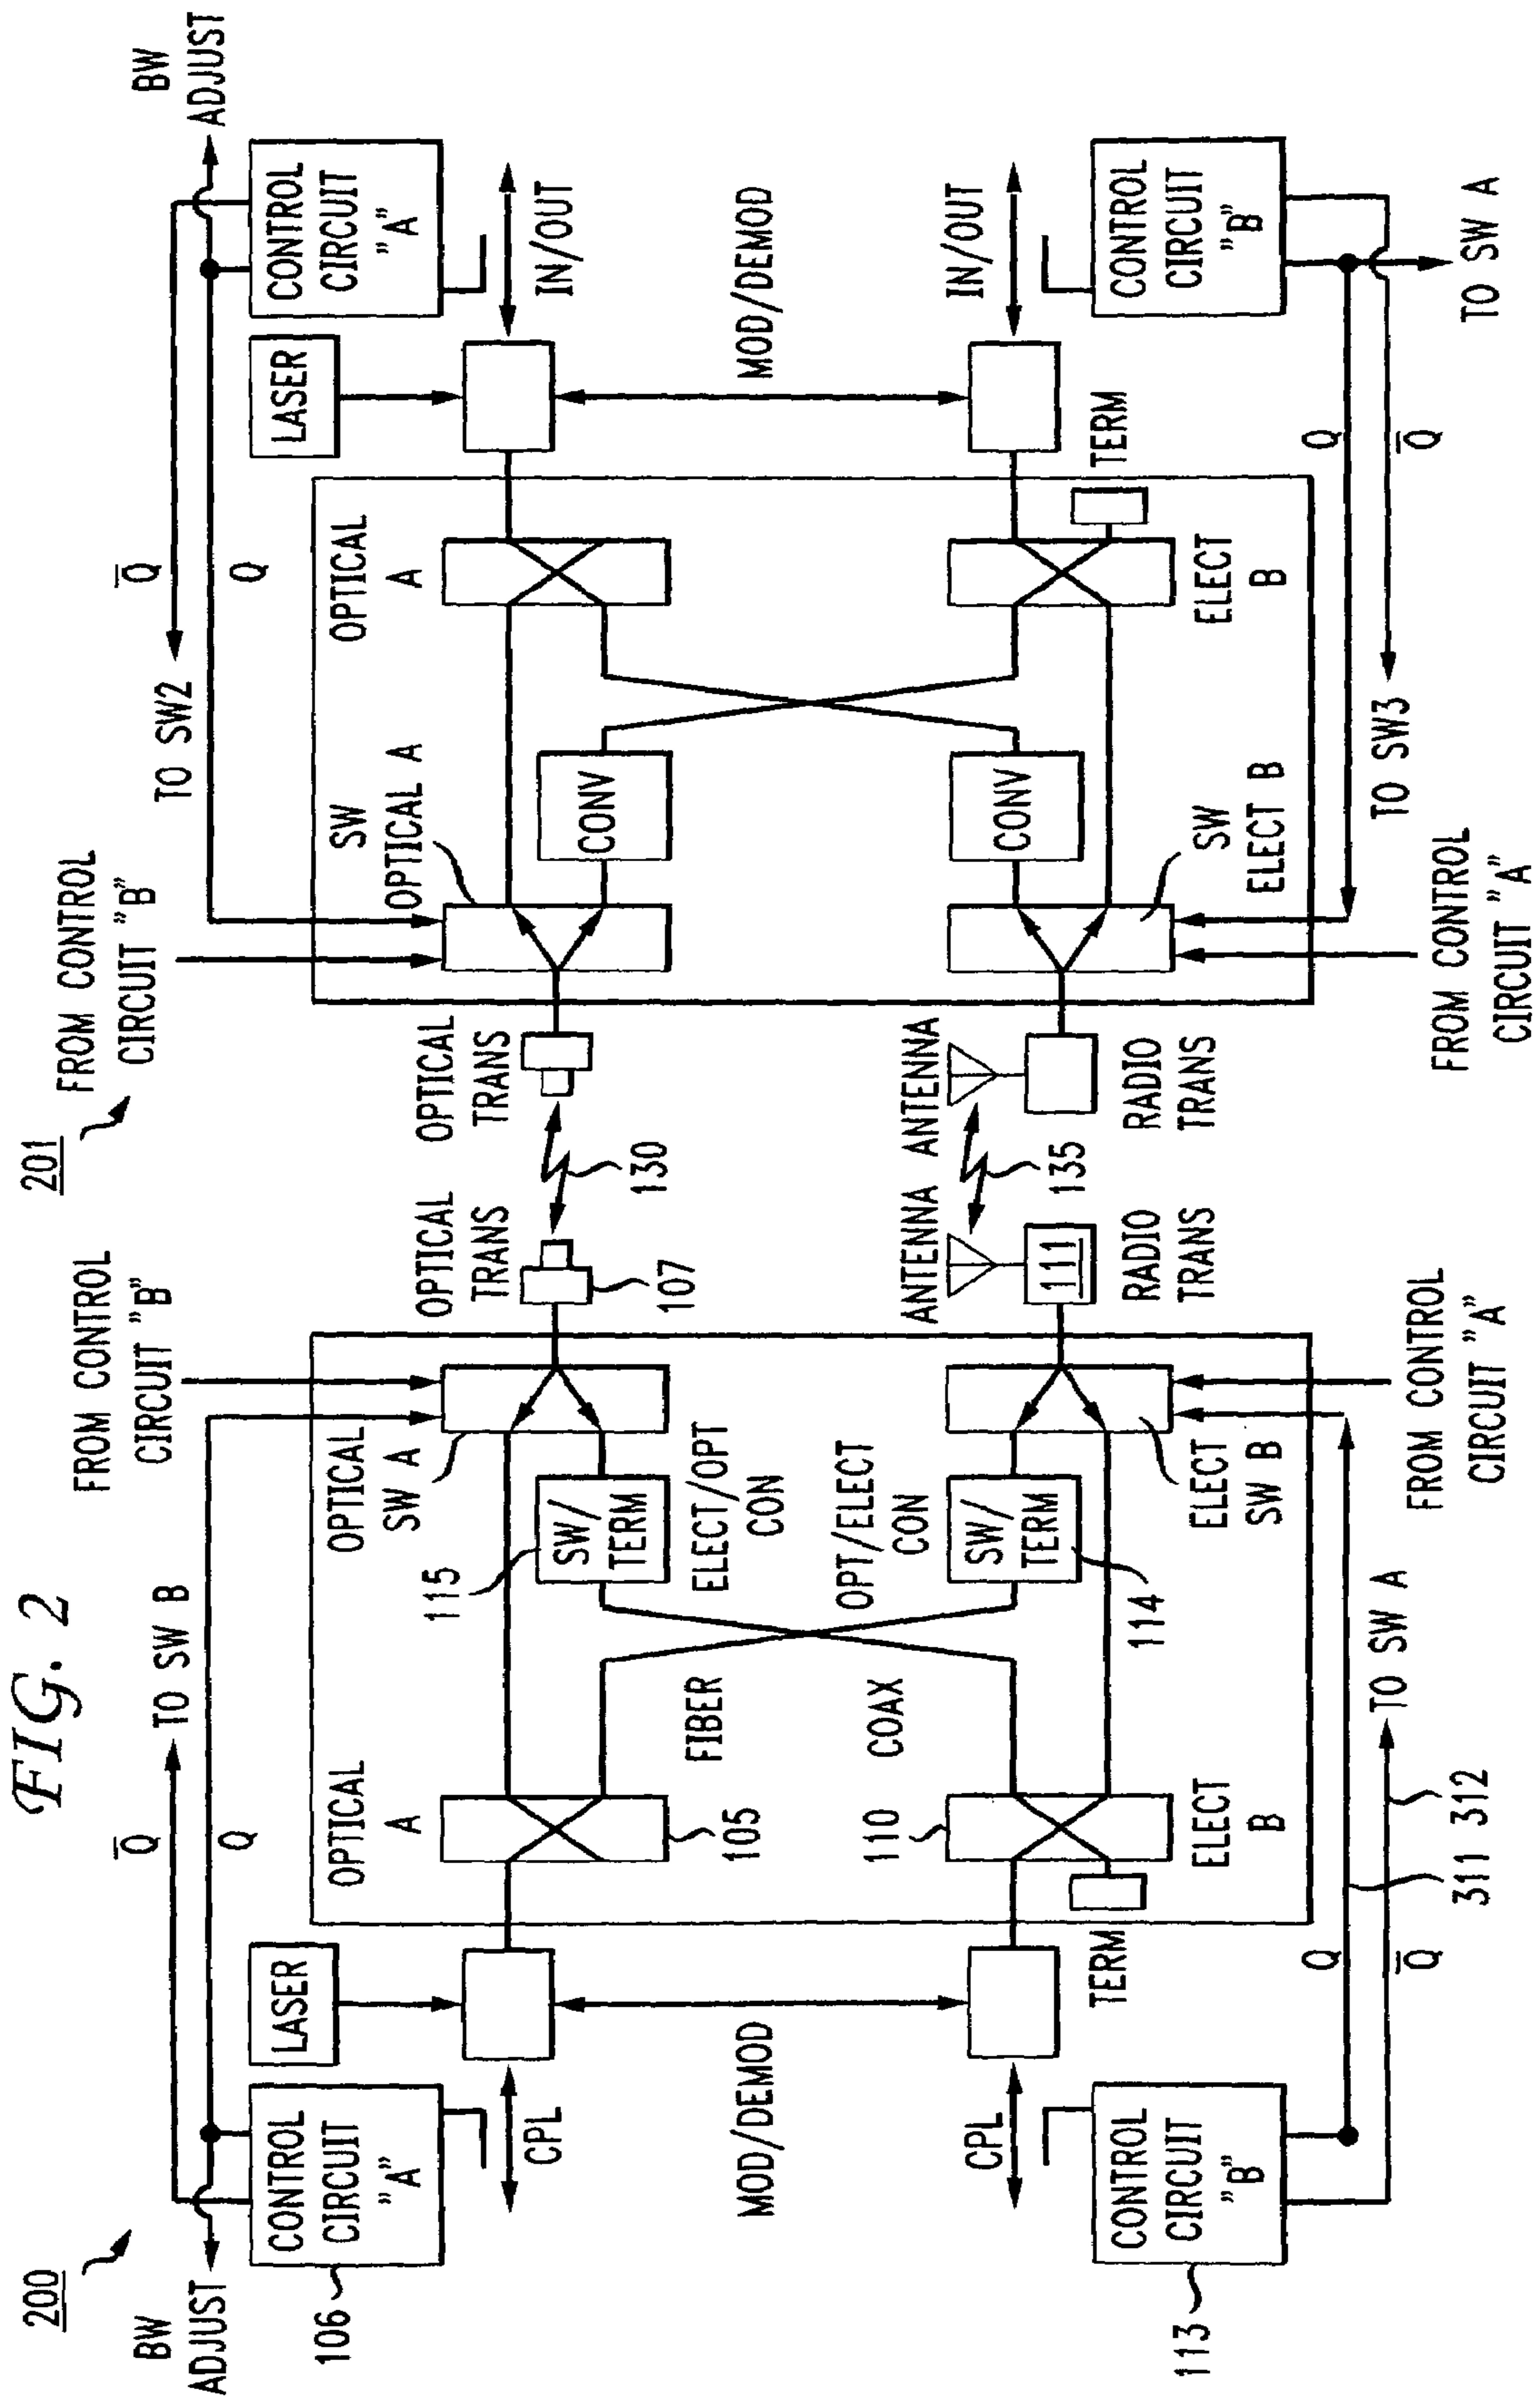 FIG. 2
200
BW
ADJUST
Q̅
TO SW B
Q
FROM CONTROL
CIRCUIT "B"
CONTROL
CIRCUIT
"A"
106
LASER
OPTICAL
A
OPTICAL
SW A
115
SW/
TERM
ELECT/OPT
CON
105
FIBER
CPL
MOD/DEMOD
OPTICAL
TRANS
107
130
CPL
110
COAX
OPT/ELECT
CON
SW/
TERM
114
ELECT
B
ELECT
SW B
TERM
ANTENNA
111
RADIO
TRANS
135
CONTROL
CIRCUIT
"B"
113
Q
Q̅
311
312
TO SW A
FROM CONTROL
CIRCUIT "A"
201
FROM CONTROL
CIRCUIT "B"
TO SW2
Q̅
Q
BW
ADJUST
OPTICAL
TRANS
SW
OPTICAL A
CONV
OPTICAL
A
LASER
CONTROL
CIRCUIT
"A"
IN/OUT
MOD/DEMOD
ANTENNA
RADIO
TRANS
CONV
SW
ELECT B
ELECT
B
TERM
IN/OUT
CONTROL
CIRCUIT
"B"
FROM CONTROL
CIRCUIT "A"
TO SW3
Q
Q̅
TO SW A